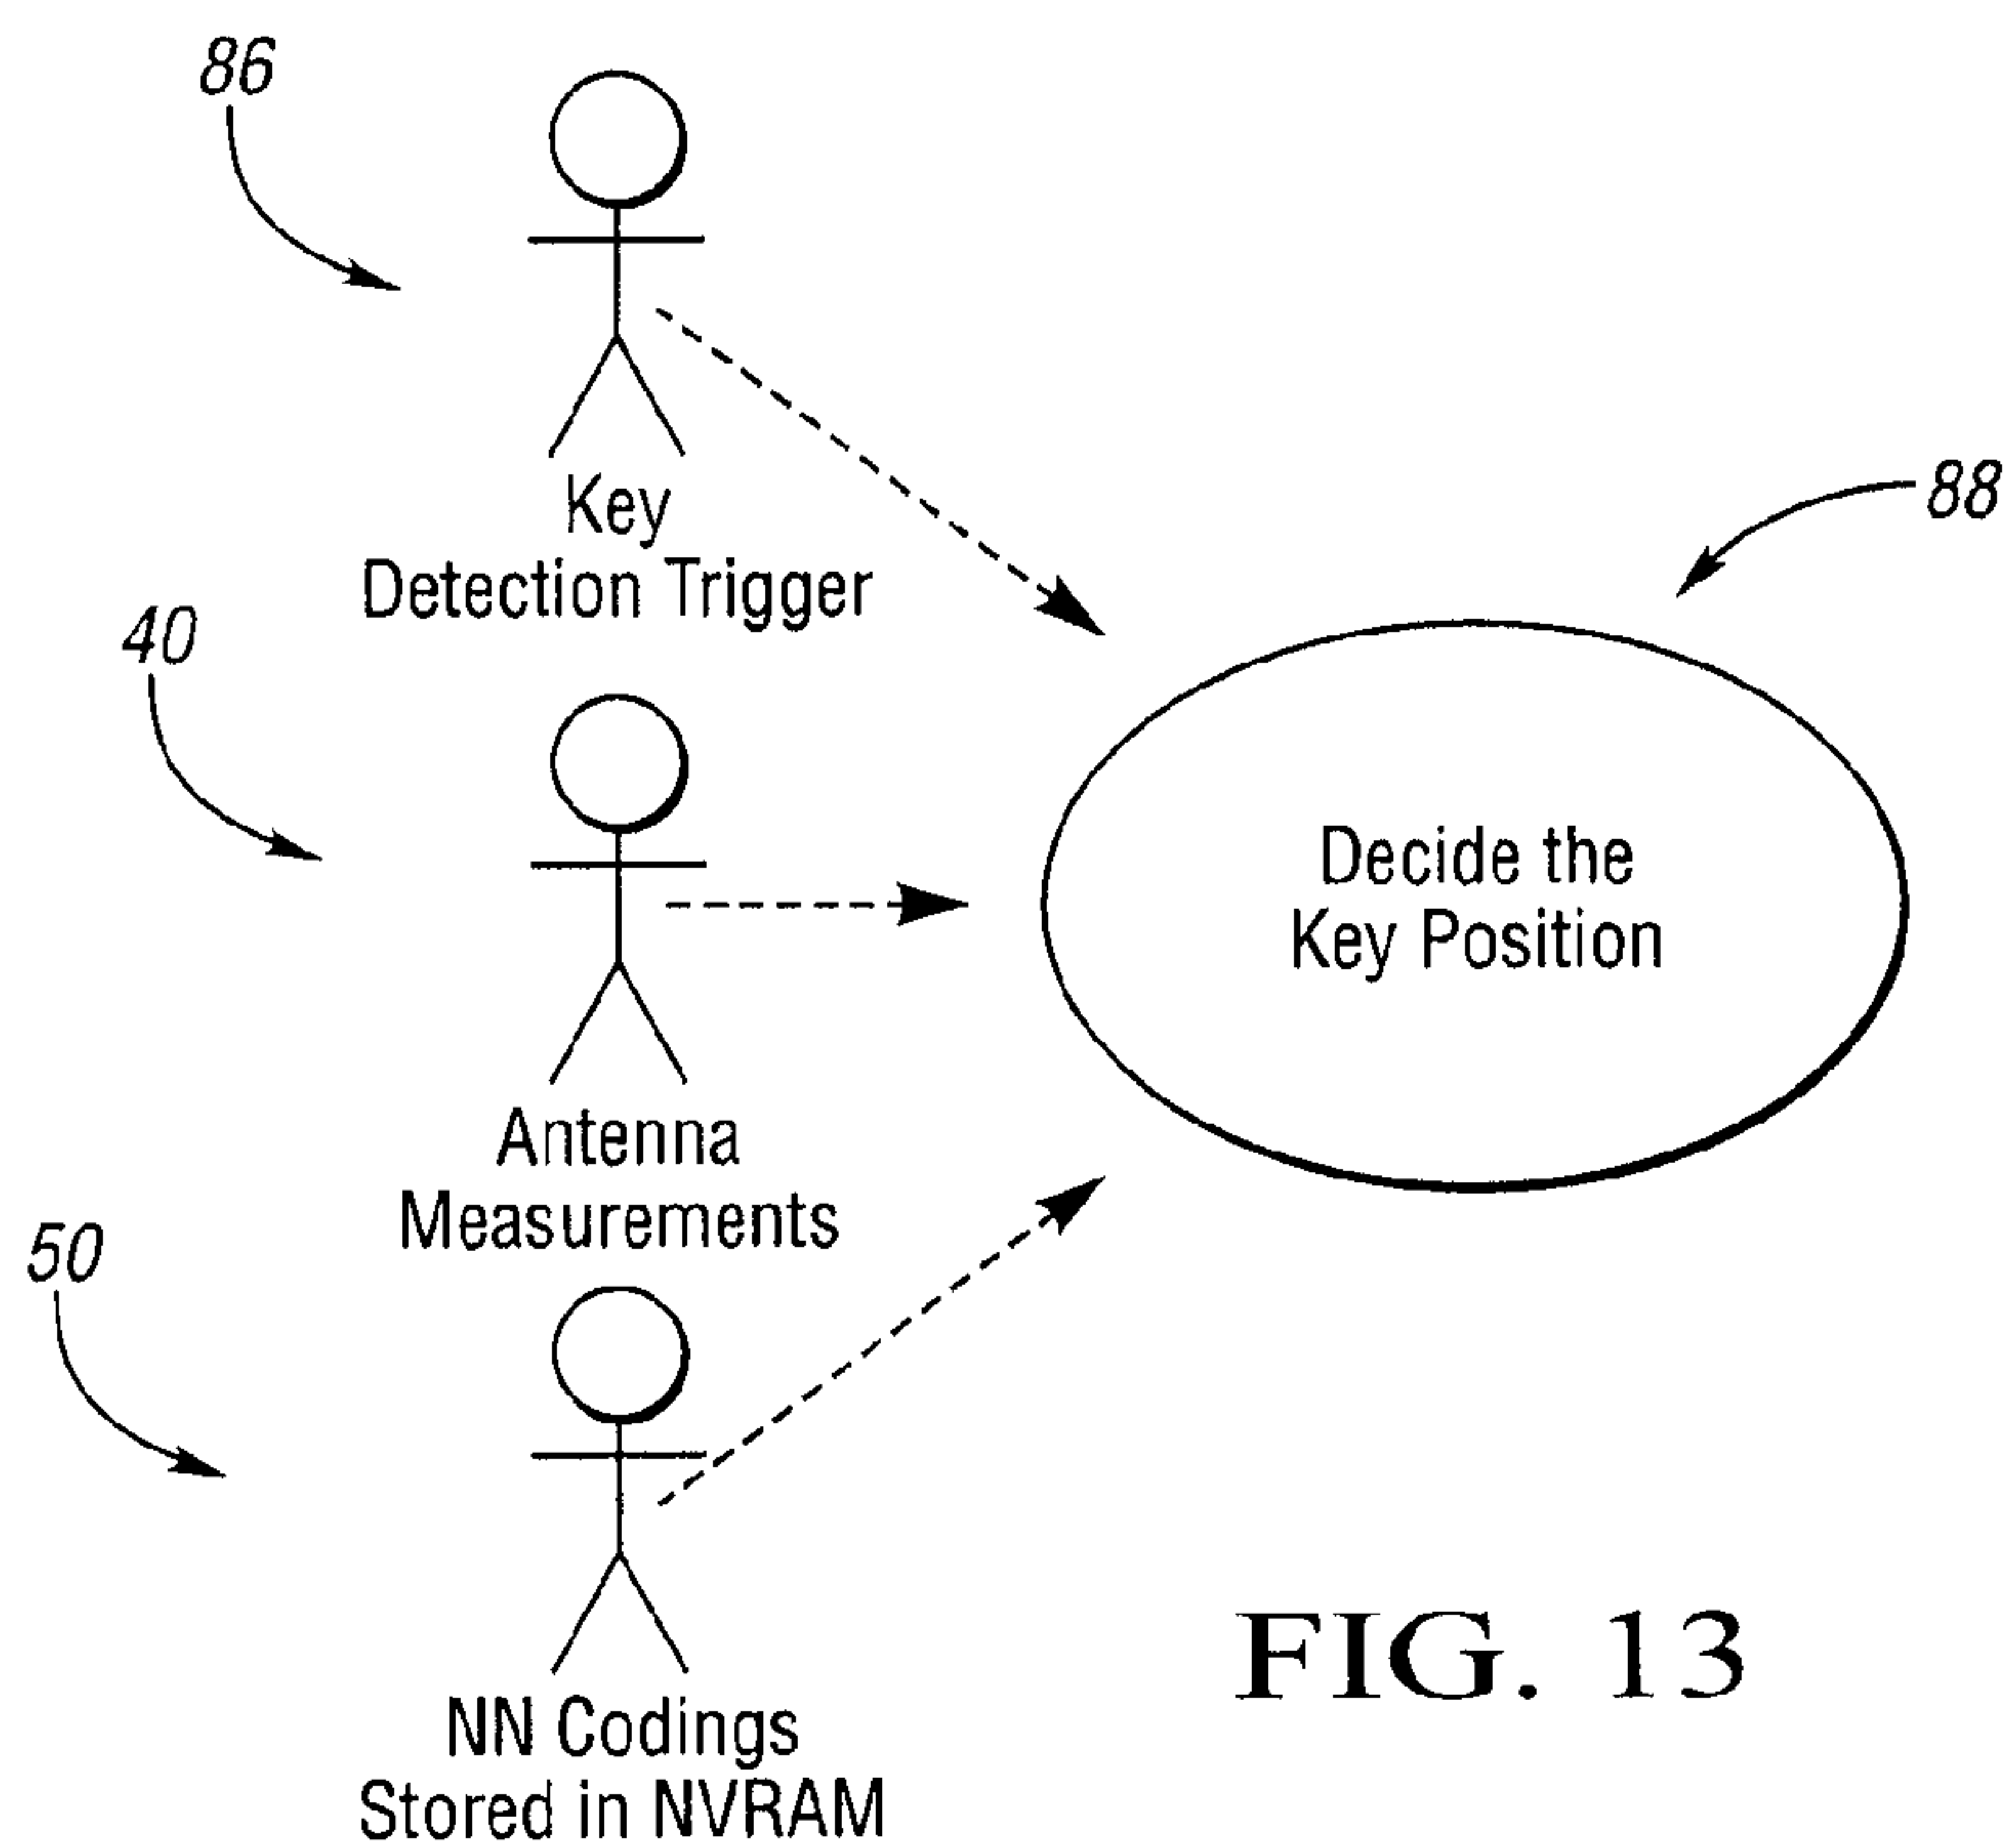 86
Key
Detection Trigger
88
40
Decide the
Key Position
Antenna
Measurements
50
NN Codings
Stored in NVRAM
FIG. 13